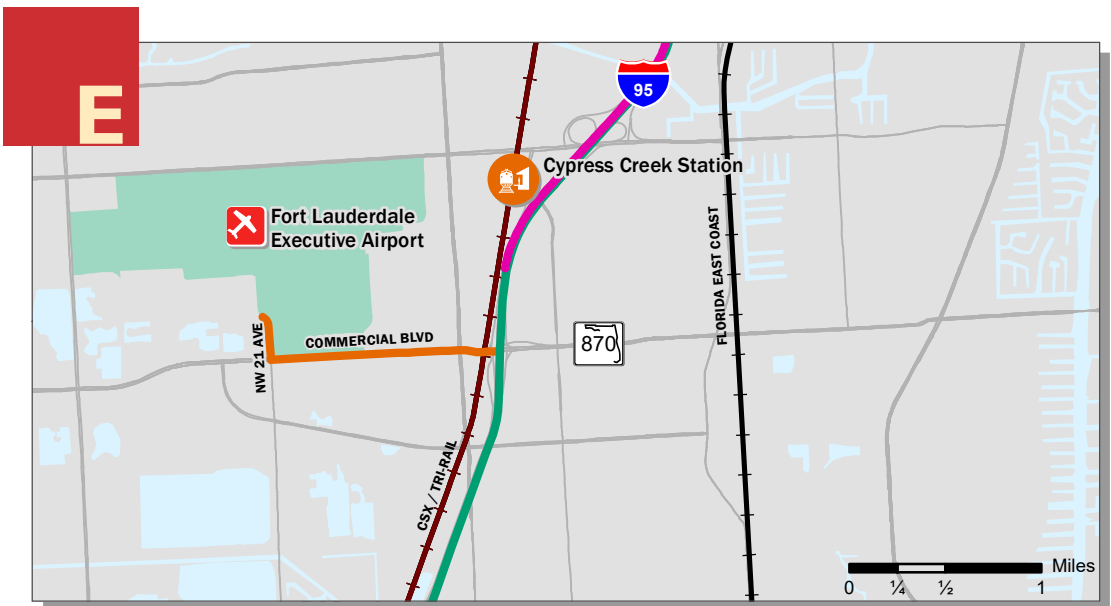 E
95
Cypress Creek Station
Fort Lauderdale
Executive Airport
FLORIDA EAST COAST
NW 21 AVE
COMMERCIAL BLVD
870
CSX / TRI-RAIL
Miles
0 ¼ ½ 1